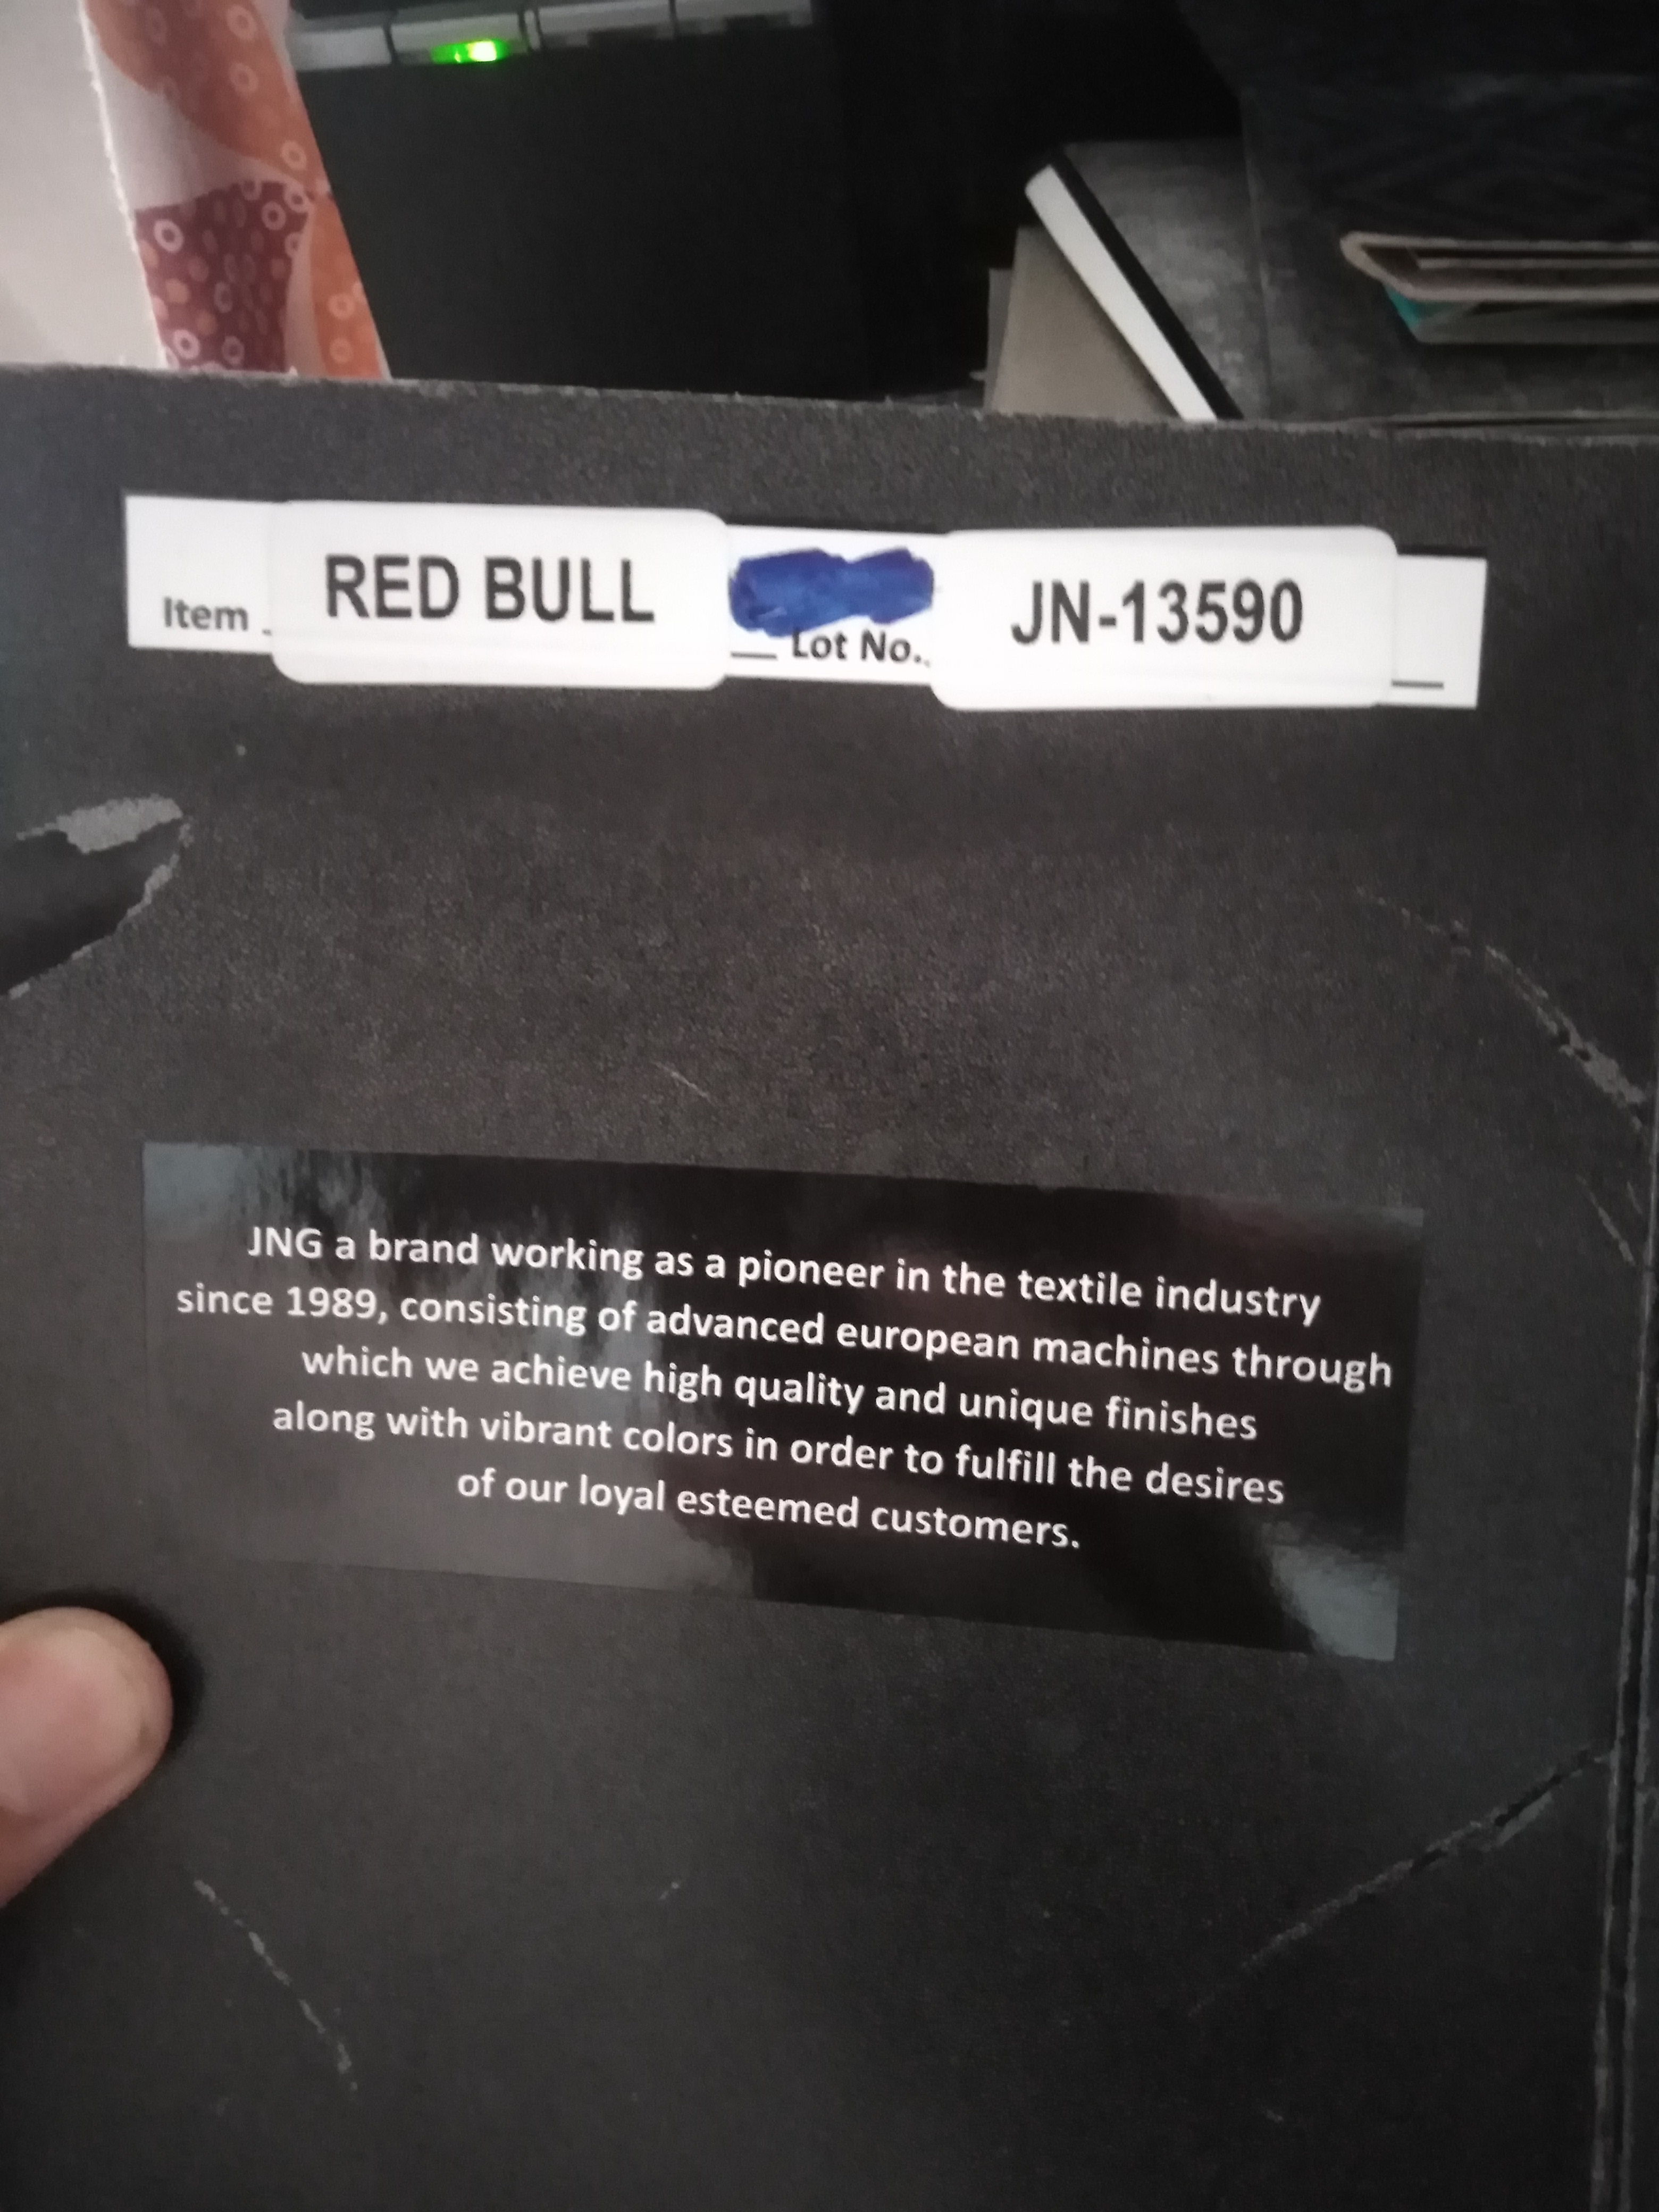 Item RED BULL Lot No. JN-13590
JNG a brand working as a pioneer in the textile industry
since 1989, consisting of advanced european machines through
which we achieve high quality and unique finishes
along with vibrant colors in order to fulfill the desires
of our loyal esteemed customers.